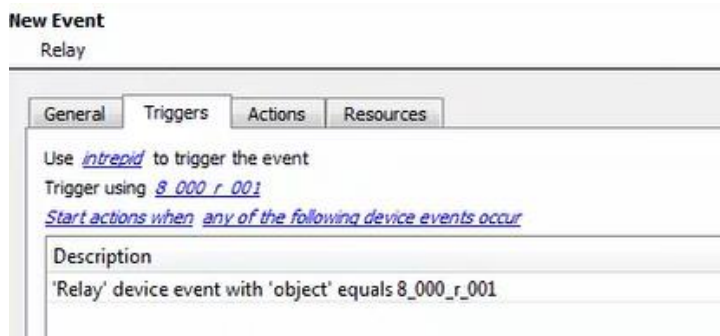 New Event
Relay
General Triggers Actions Resources
Use intrepid to trigger the event
Trigger using 8_000_r_001
Start actions when any of the following device events occur
Description
'Relay' device event with 'object' equals 8_000_r_001